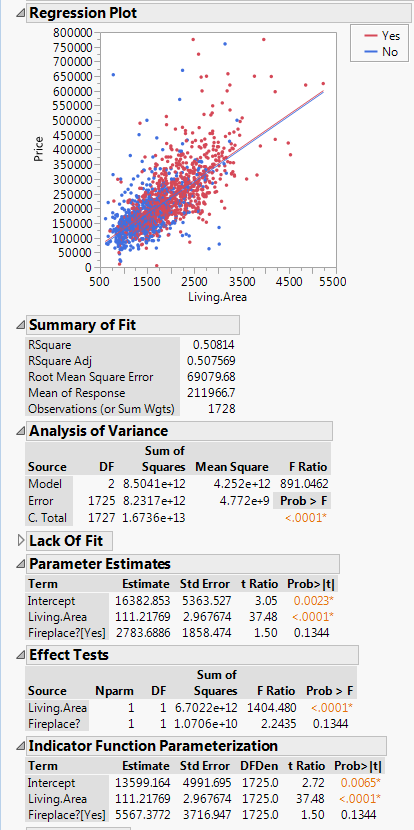 Regression Plot
Yes
No
800000
750000
700000
650000
600000
550000
500000
450000
400000
350000
300000
250000
200000
150000
100000
50000
0
Price
500 1500 2500 3500 4500 5500
Living.Area
Summary of Fit
RSquare 0.50814
RSquare Adj 0.507569
Root Mean Square Error 69079.68
Mean of Response 211966.7
Observations (or Sum Wgts) 1728
Analysis of Variance
Sum of
Source DF Squares Mean Square F Ratio
Model 2 8.5041e+12 4.252e+12 891.0462
Error 1725 8.2317e+12 4.772e+9 Prob > F
C. Total 1727 1.6736e+13 <.0001*
Lack Of Fit
Parameter Estimates
Term Estimate Std Error t Ratio Prob>|t|
Intercept 16382.853 5363.527 3.05 0.0023*
Living.Area 111.21769 2.967674 37.48 <.0001*
Fireplace?[Yes] 2783.6886 1858.474 1.50 0.1344
Effect Tests
Sum of
Source Nparm DF Squares F Ratio Prob > F
Living.Area 1 1 6.7022e+12 1404.480 <.0001*
Fireplace? 1 1 1.0706e+10 2.2435 0.1344
Indicator Function Parameterization
Term Estimate Std Error DFDen t Ratio Prob>|t|
Intercept 13599.164 4991.695 1725.0 2.72 0.0065*
Living.Area 111.21769 2.967674 1725.0 37.48 <.0001*
Fireplace?[Yes] 5567.3772 3716.947 1725.0 1.50 0.1344